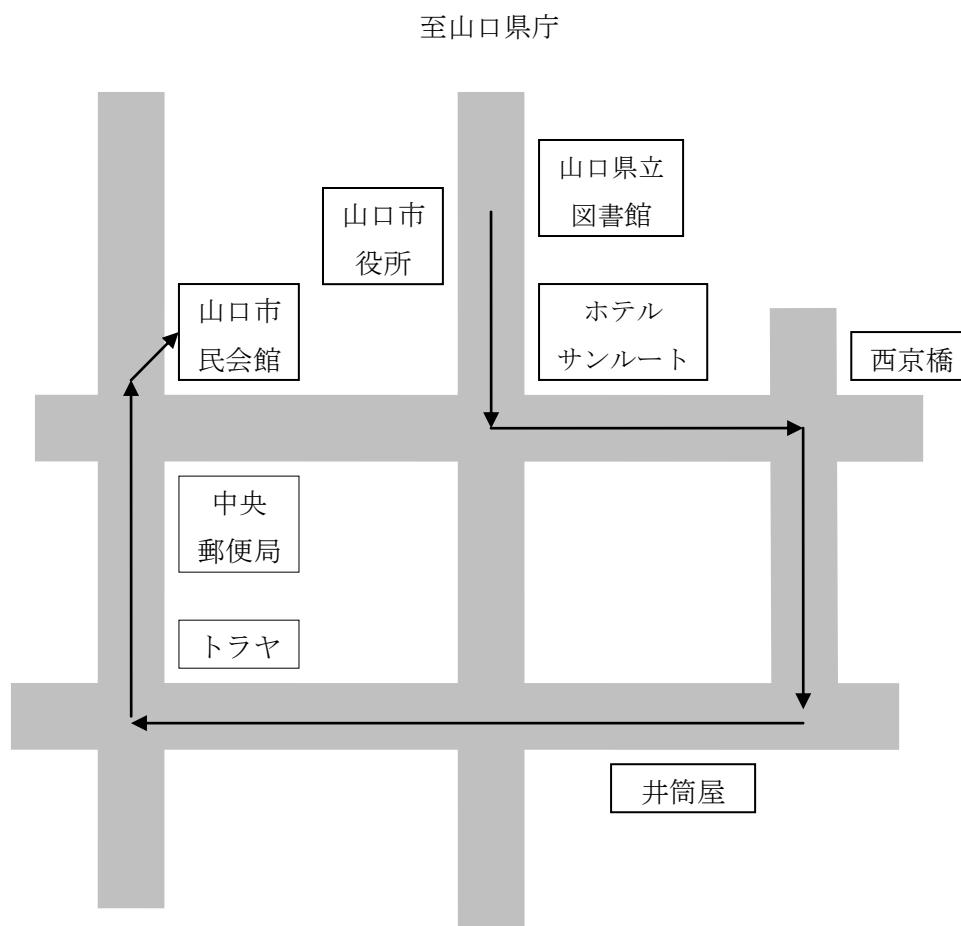 至山口県庁
山口県立
図書館
山口市
役所
山口市
民会館
ホテル
サンルート
西京橋
中央
郵便局
トラヤ
井筒屋